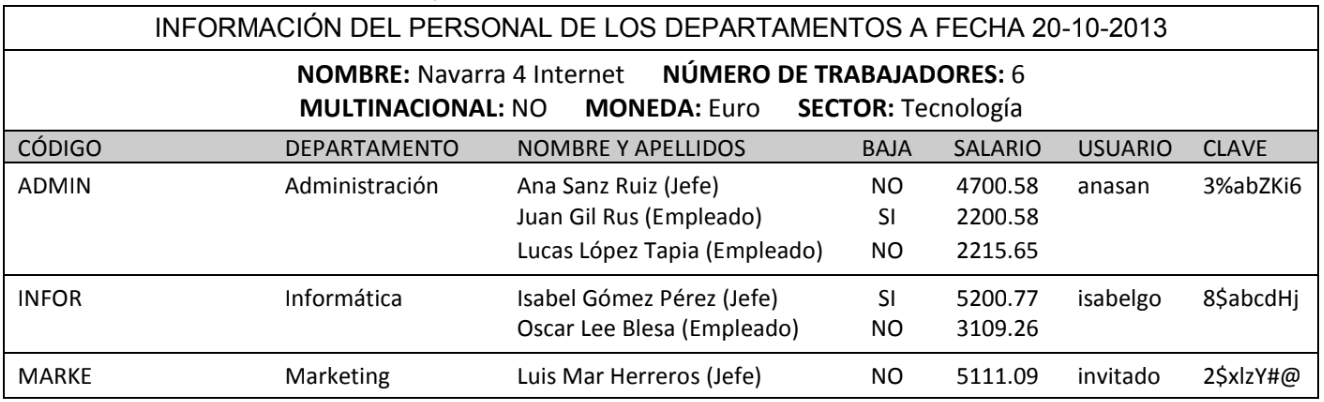 INFORMACIÓN DEL PERSONAL DE LOS DEPARTAMENTOS A FECHA 20-10-2013
NOMBRE: Navarra 4 Internet NÚMERO DE TRABAJADORES: 6
MULTINACIONAL: NO MONEDA: Euro SECTOR: Tecnología
CÓDIGO DEPARTAMENTO NOMBRE Y APELLIDOS BAJA SALARIO USUARIO CLAVE
ADMIN Administración Ana Sanz Ruiz (Jefe) NO 4700.58 anasan 3%abZKi6
Juan Gil Rus (Empleado) SI 2200.58
Lucas López Tapia (Empleado) NO 2215.65
INFOR Informática Isabel Gómez Pérez (Jefe) SI 5200.77 isabelgo 8$abcdHj
Oscar Lee Blesa (Empleado) NO 3109.26
MARKE Marketing Luis Mar Herreros (Jefe) NO 5111.09 invitado 2$xlzY#@